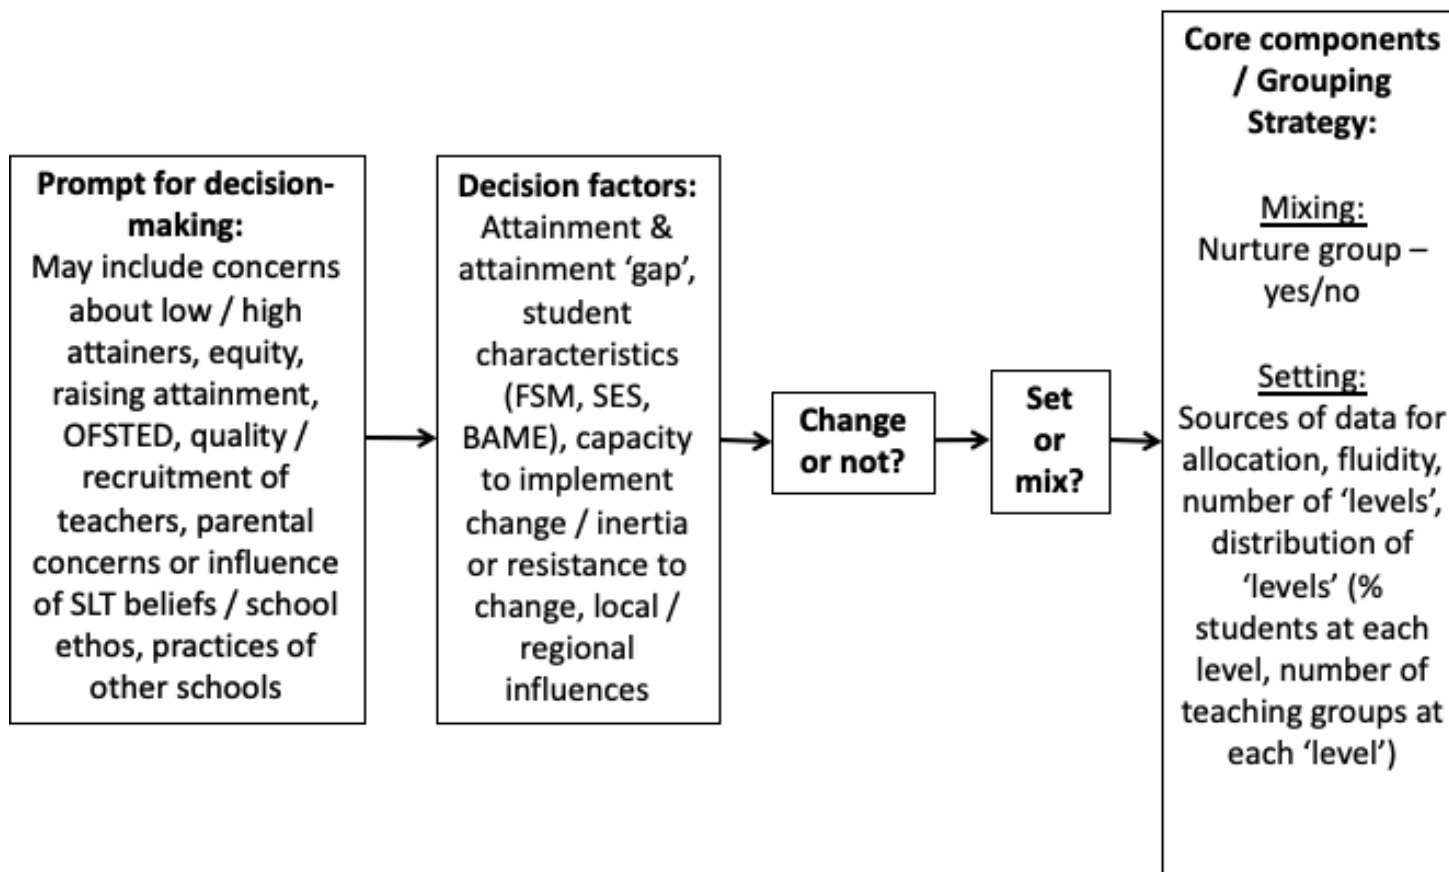 Prompt for decision-
making:
May include concerns
about low / high
attainers, equity,
raising attainment,
OFSTED, quality /
recruitment of
teachers, parental
concerns or influence
of SLT beliefs / school
ethos, practices of
other schools
Decision factors:
Attainment &
attainment ‘gap’,
student
characteristics
(FSM, SES,
BAME), capacity
to implement
change / inertia
or resistance to
change, local /
regional
influences
Change
or not?
Set
or
mix?
Core components
/ Grouping
Strategy:
Mixing:
Nurture group –
yes/no
Setting:
Sources of data for
allocation, fluidity,
number of ‘levels’,
distribution of
‘levels’ (%
students at each
level, number of
teaching groups at
each ‘level’)